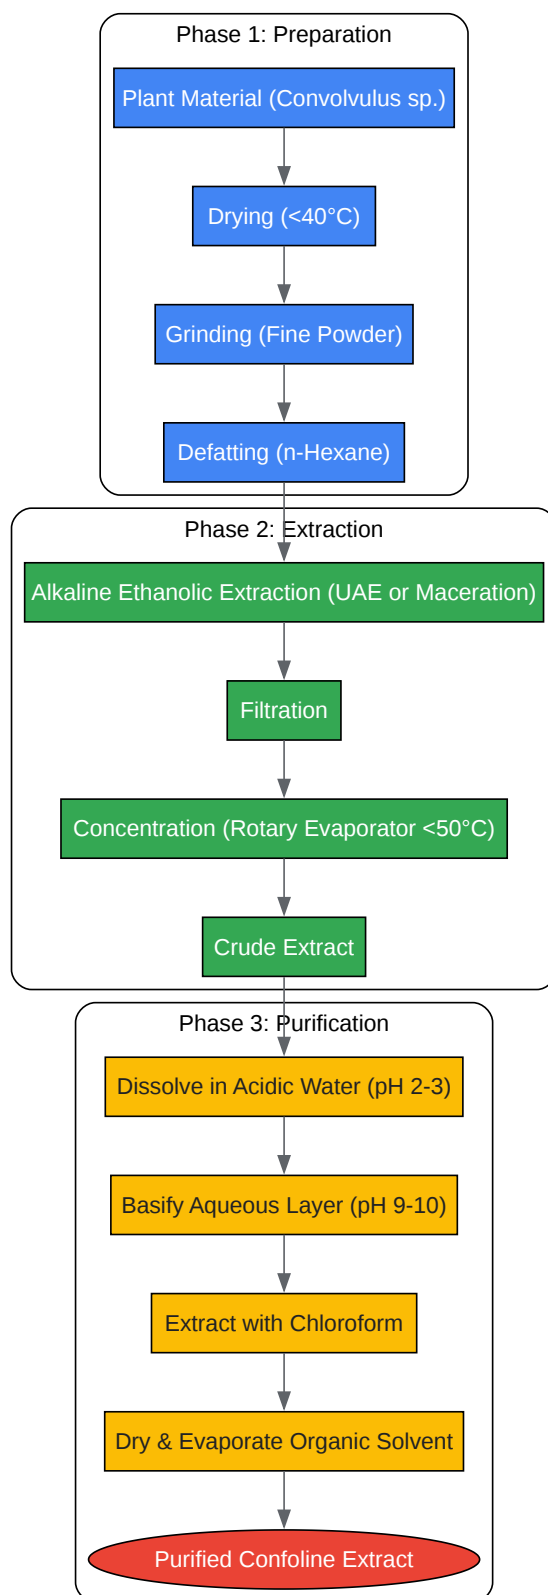 Phase 1: Preparation
Plant Material (Convolvulus sp.)
Drying (<40°C)
Grinding (Fine Powder)
Defatting (n-Hexane)
Phase 2: Extraction
Alkaline Ethanolic Extraction (UAE or Maceration)
Filtration
Concentration (Rotary Evaporator <50°C)
Crude Extract
Phase 3: Purification
Dissolve in Acidic Water (pH 2-3)
Basify Aqueous Layer (pH 9-10)
Extract with Chloroform
Dry & Evaporate Organic Solvent
Purified Confoline Extract